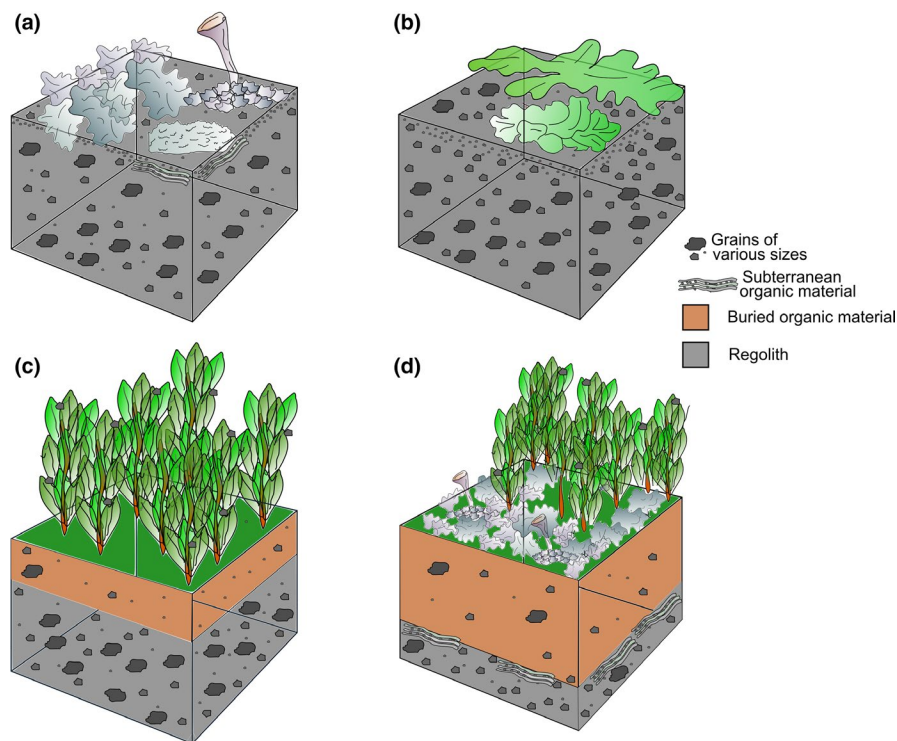 (a)
(b)
Grains of
various sizes
Subterranean
organic material
Buried organic material
Regolith
(c)
(d)